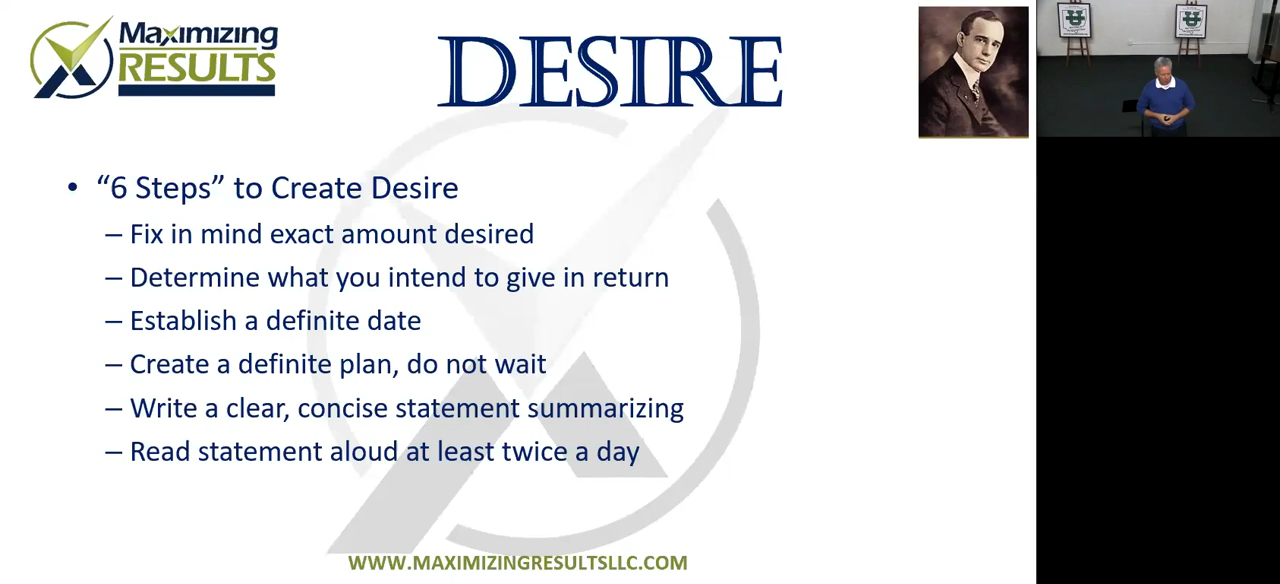 Maximizing
RESULTS
DESIRE
• “6 Steps” to Create Desire
– Fix in mind exact amount desired
– Determine what you intend to give in return
– Establish a definite date
– Create a definite plan, do not wait
– Write a clear, concise statement summarizing
– Read statement aloud at least twice a day
WWW.MAXIMIZINGRESULTSLLC.COM